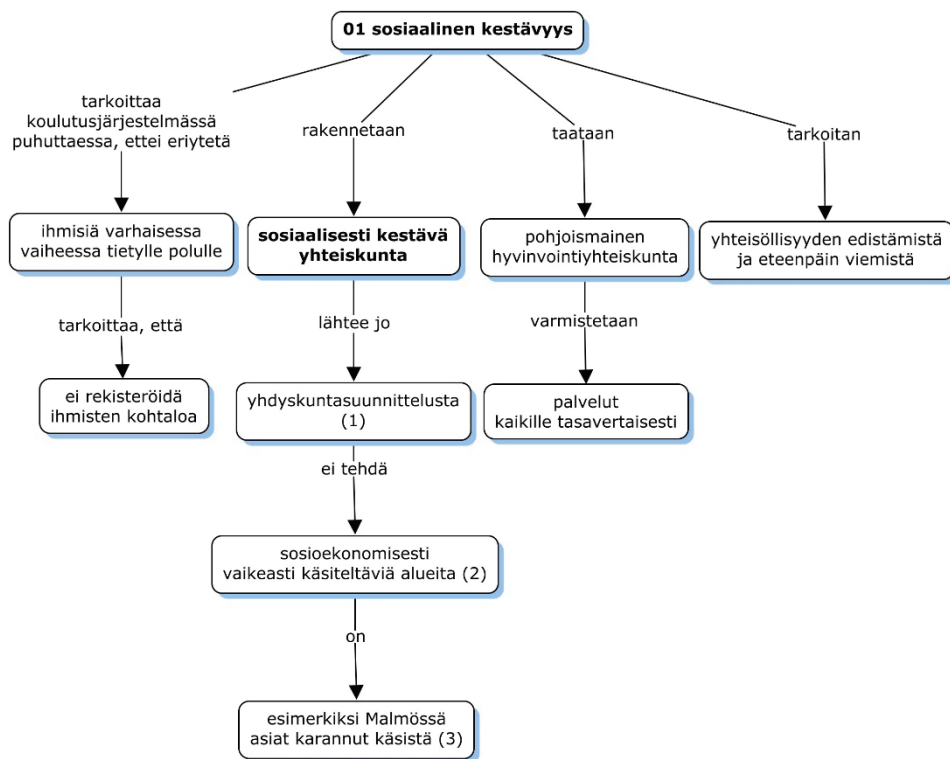 01 sosiaalinen kestävyys
tarkoittaa
koulutusjärjestelmässä
puhuttaessa, ettei eriytetä
rakennetaan
taataan
tarkoitan
ihmisiä varhaisessa
vaiheessa tietylle polulle
sosiaalisesti kestävä
yhteiskunta
pohjoismainen
hyvinvointiyhteiskunta
yhteisöllisyyden edistämistä
ja eteenpäin viemistä
tarkoittaa, että
lähtee jo
varmistetaan
ei rekisteröidä
ihmisten kohtaloa
yhdyskuntasuunnittelusta
(1)
palvelut
kaikille tasavertaisesti
ei tehdä
sosioekonomisesti
vaikeasti käsiteltäviä alueita (2)
on
esimerkiksi Malmössä
asiat karannut käsistä (3)